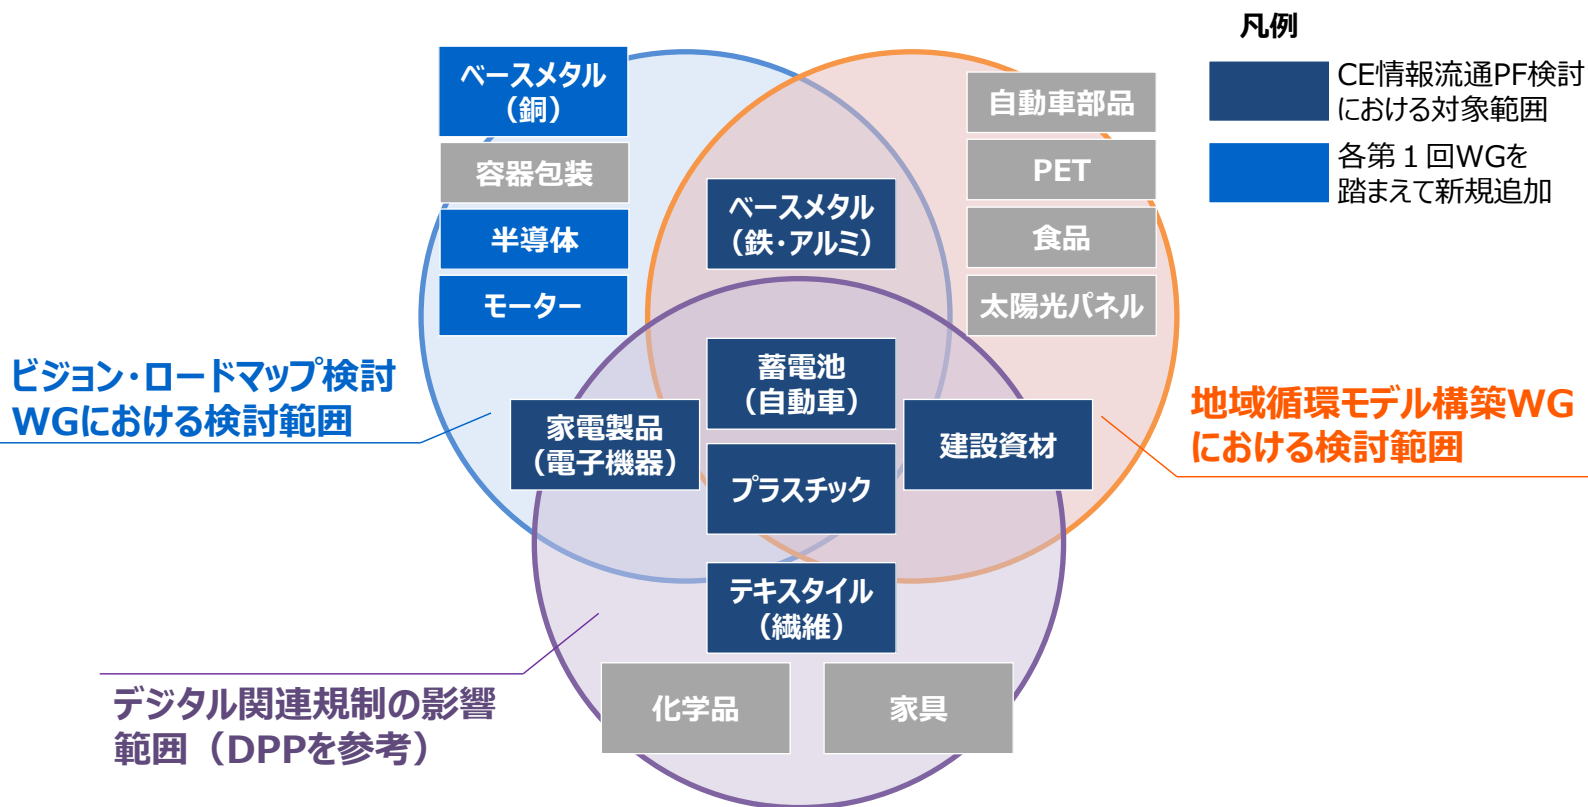 凡例
CE情報流通PF検討
における対象範囲
各第１回WGを
踏まえて新規追加
ベースメタル
（銅）
容器包装
半導体
モーター
自動車部品
PET
食品
太陽光パネル
ベースメタル
（鉄・アルミ）
蓄電池
（自動車）
家電製品
（電子機器）
プラスチック
建設資材
テキスタイル
（繊維）
化学品
家具
ビジョン・ロードマップ検討
WGにおける検討範囲
地域循環モデル構築WG
における検討範囲
デジタル関連規制の影響
範囲（DPPを参考）